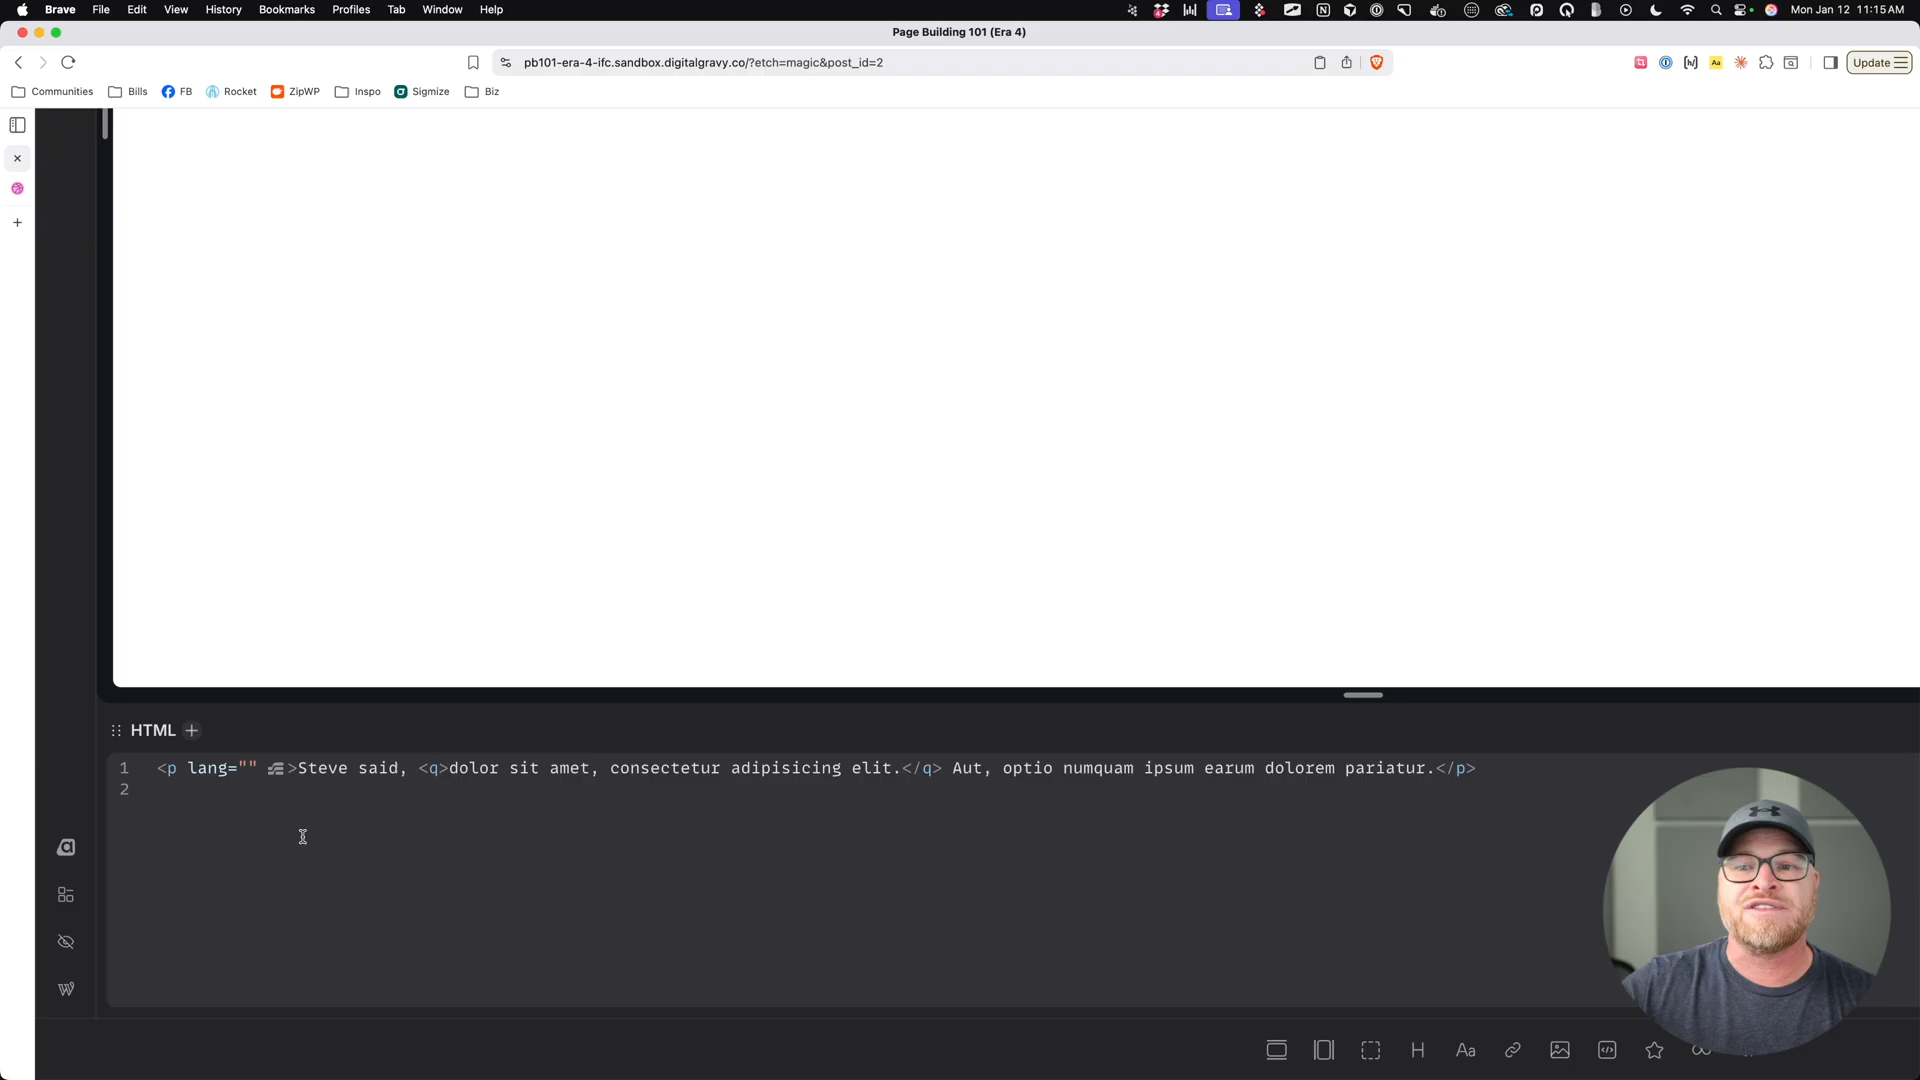 Brave File Edit View History Bookmarks Profiles Tab Window Help Mon Jan 12 11:15 AM
Page Building 101 (Era 4)
pb101-era-4-ifc.sandbox.digitalgravy.co/?etch=magic&post_id=2 Update
Communities Bills FB Rocket ZipWP Inspo Sigmize Biz
HTML
1 <p lang="" >Steve said, <q>dolor sit amet, consectetur adipisicing elit.</q> Aut, optio numquam ipsum earum dolorem pariatur.</p>
2
H Aa